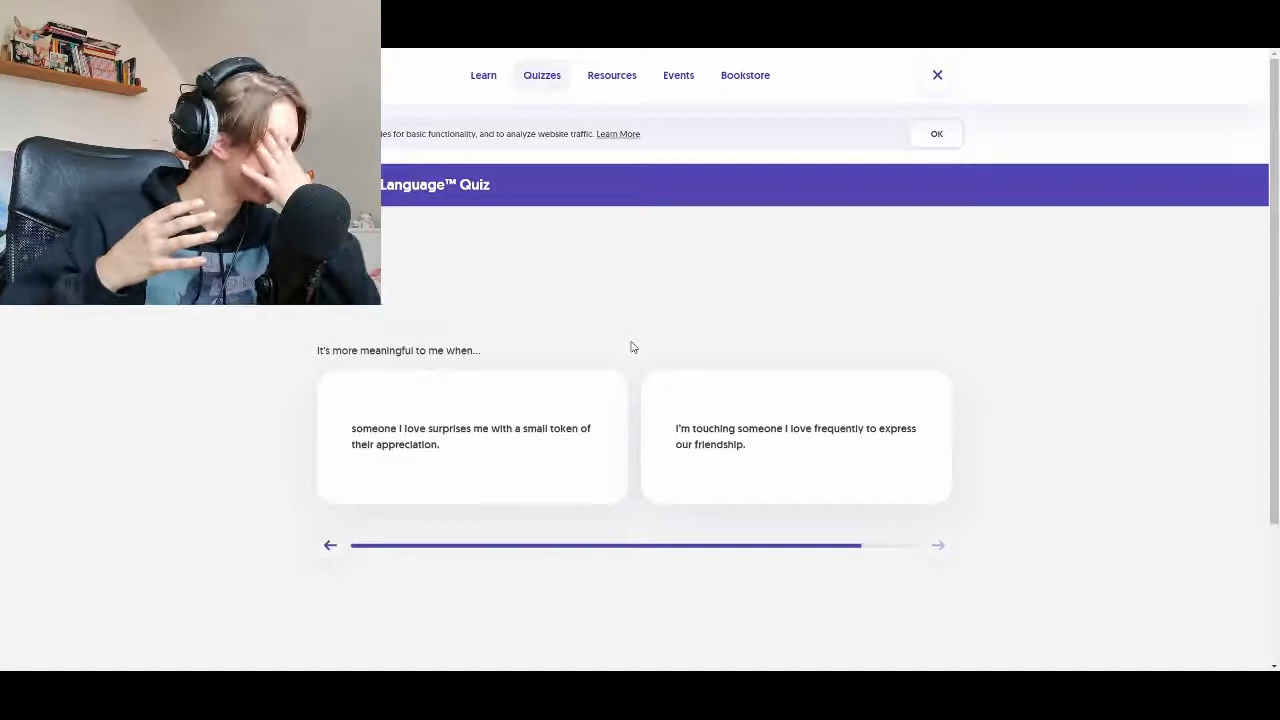 Learn
Quizzes
Resources
Events
Bookstore
ies for basic functionality, and to analyze website traffic. Learn More
OK
Language™ Quiz
It's more meaningful to me when...
someone I love surprises me with a small token of
their appreciation.
I'm touching someone I love frequently to express
our friendship.